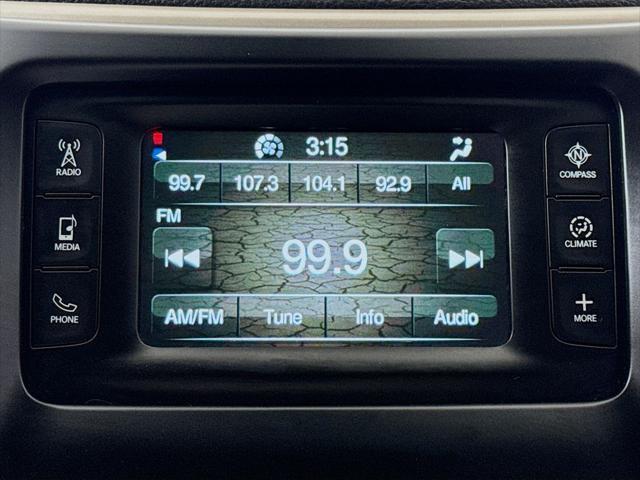 3:15
99.7 107.3 104.1 92.9 All
FM
99.9
AM/FM Tune Info Audio
RADIO
MEDIA
PHONE
N
COMPASS
CLIMATE
MORE